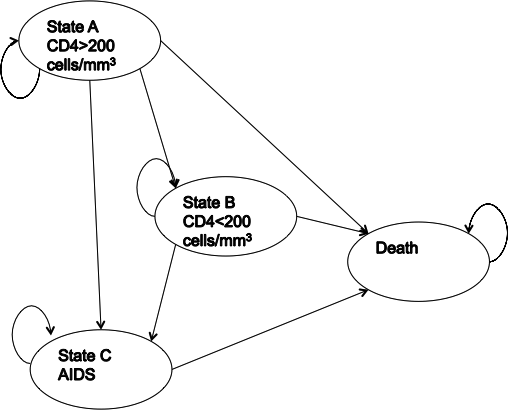 State A
CD4>200
cells/mm³
State B
CD4<200
cells/mm³
Death
State C
AIDS